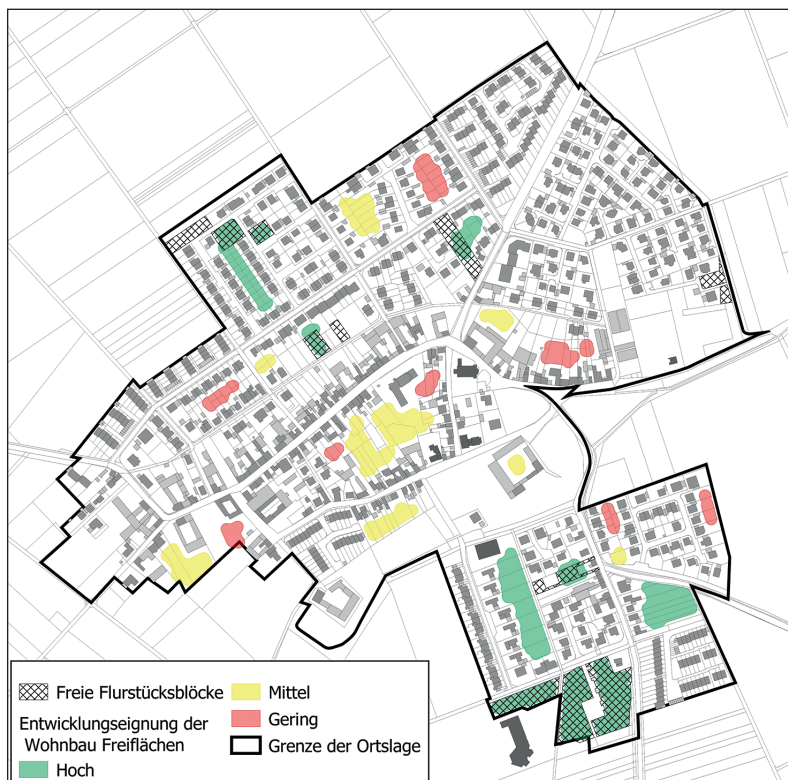 Freie Flurstücksblöcke
Entwicklungseignung der
Wohnbau Freiflächen
Hoch
Mittel
Gering
Grenze der Ortslage